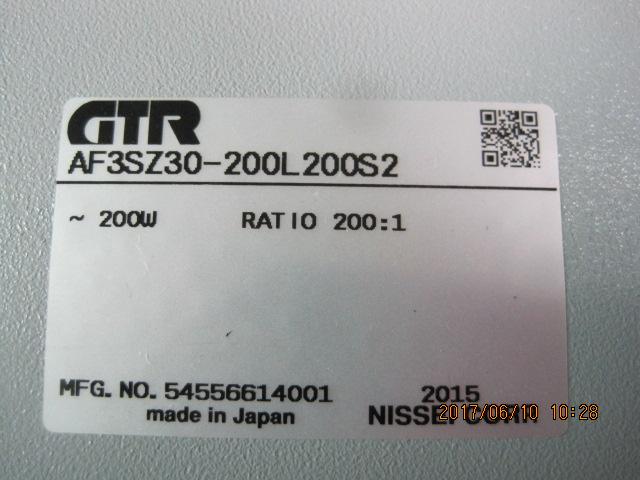 GTR
AF3SZ30-200L200S2
~ 200W RATIO 200:1
MFG. NO. 54556614001 2015
made in Japan
2017/06/10 10:28